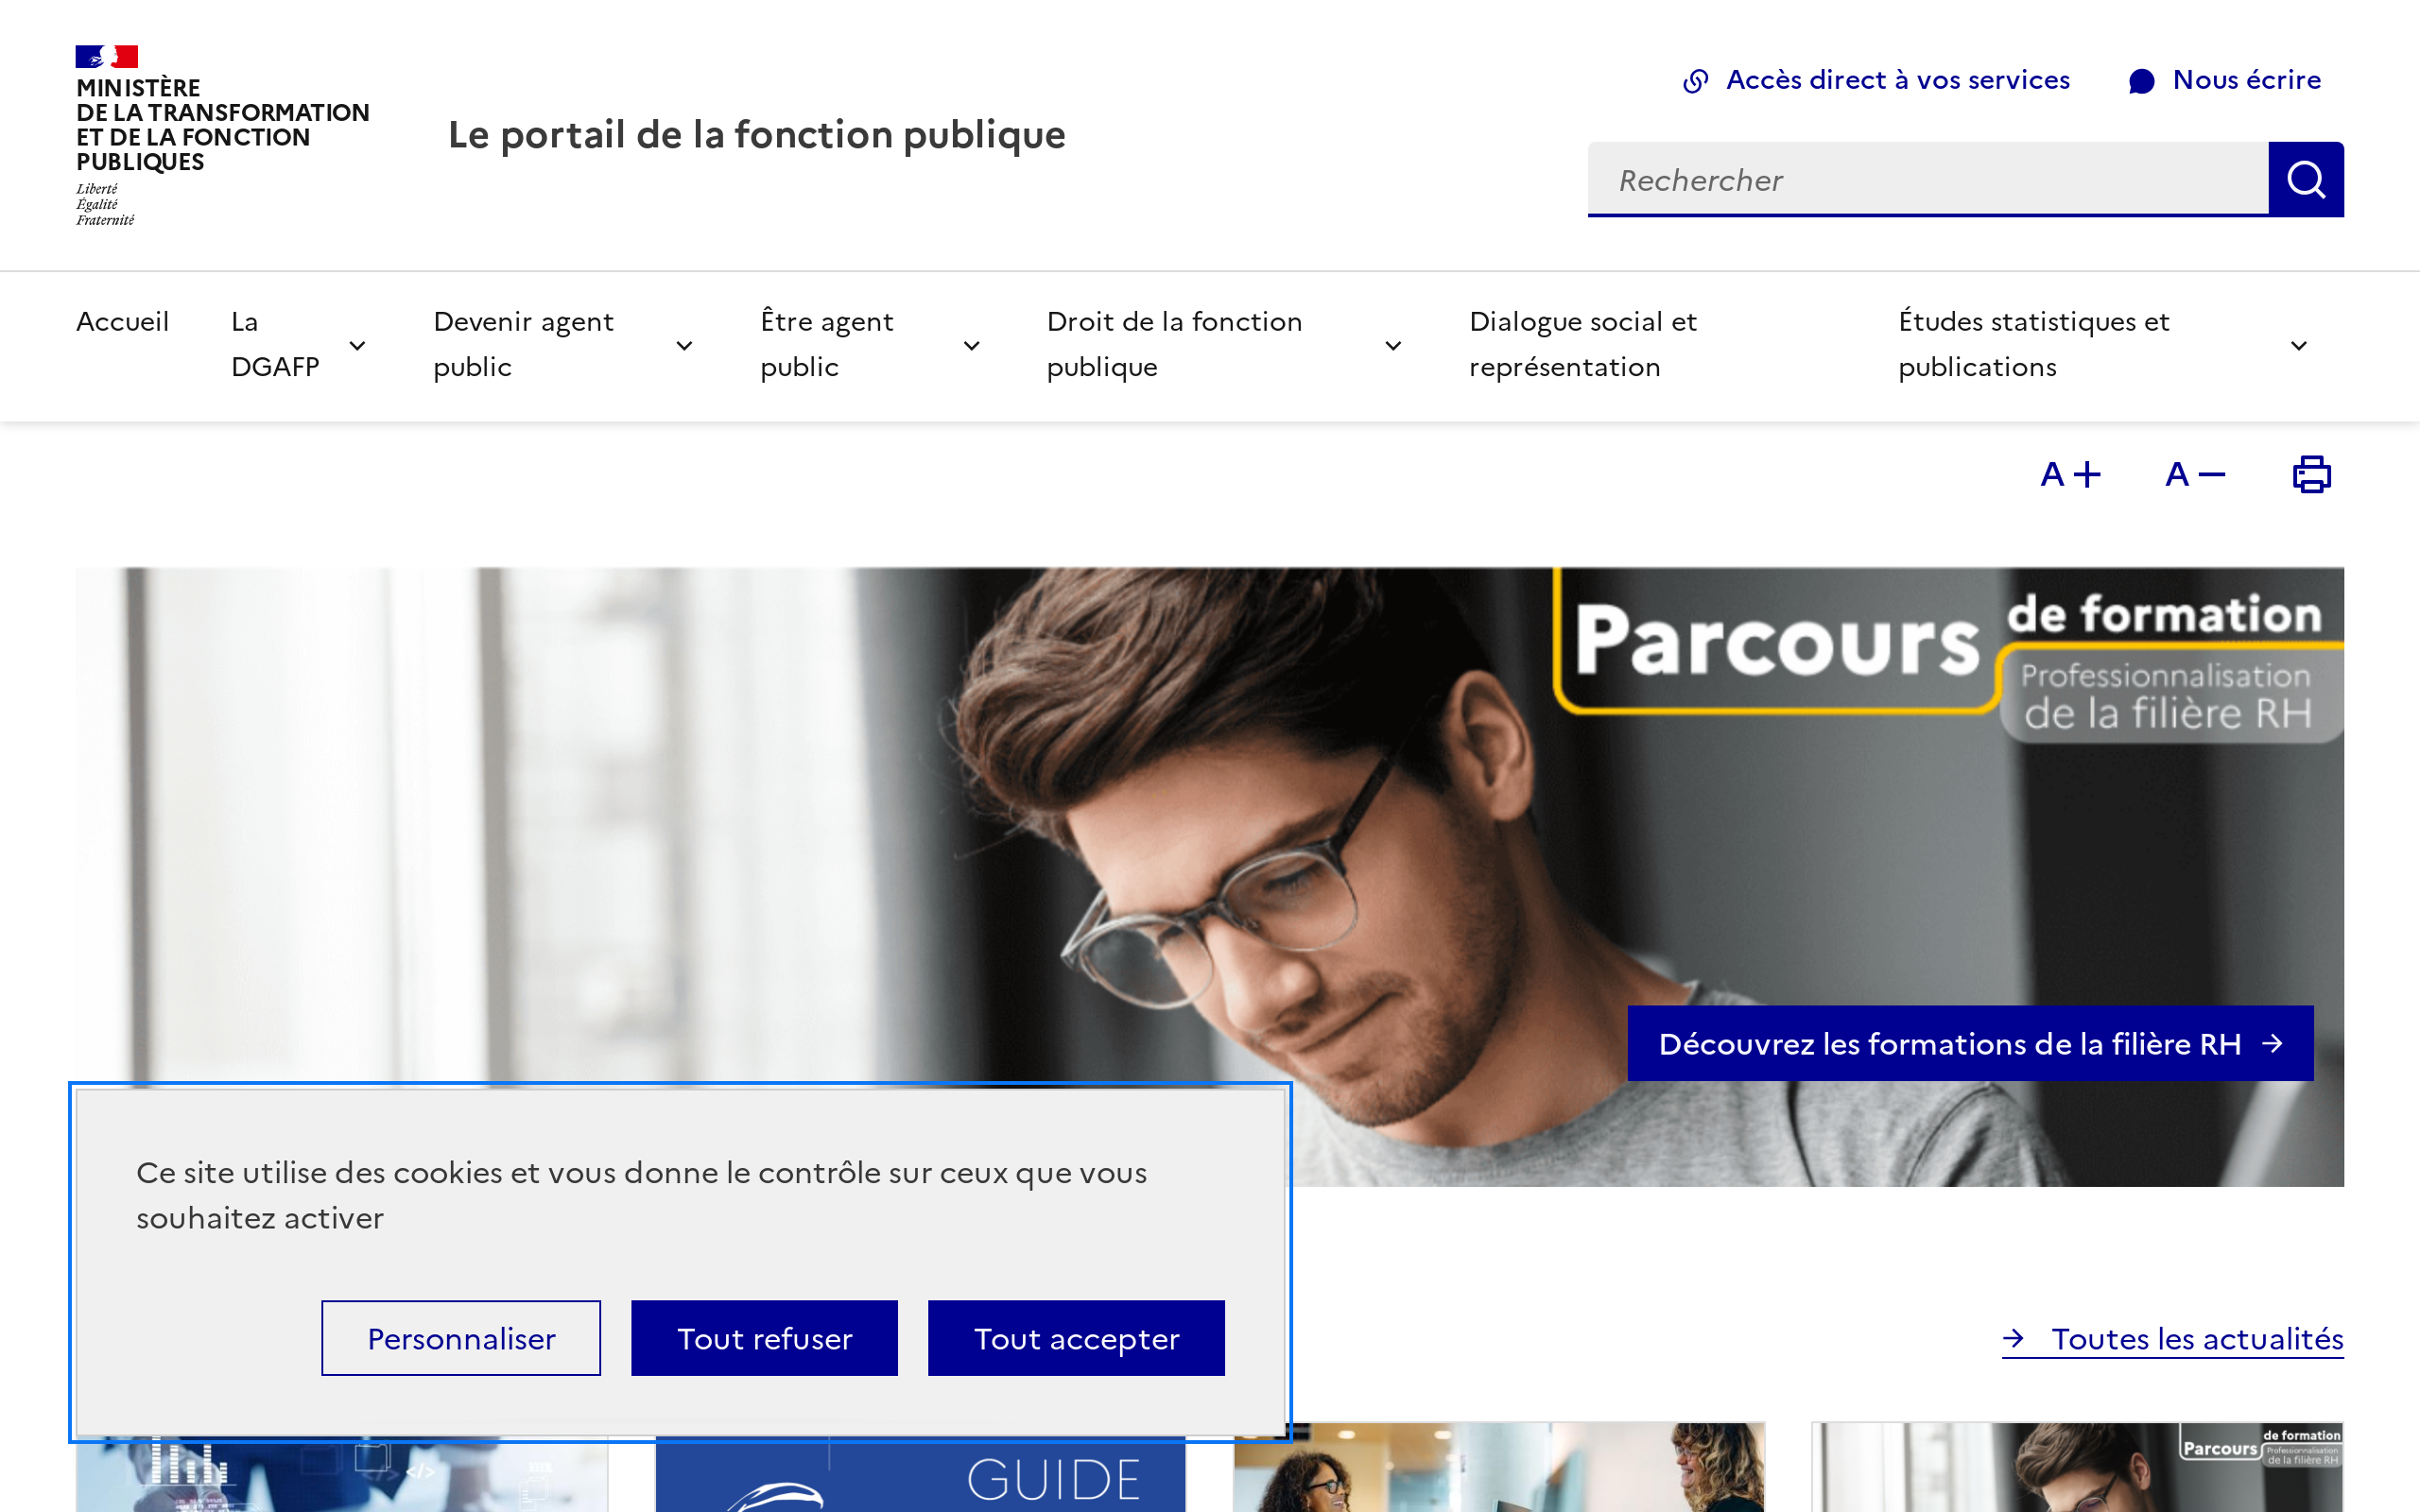 MINISTÈRE
DE LA TRANSFORMATION
ET DE LA FONCTION
PUBLIQUES
Liberté
Égalité
Fraternité
Le portail de la fonction publique
Accès direct à vos services
Nous écrire
Rechercher
Accueil
La
DGAFP
Devenir agent
public
Être agent
public
Droit de la fonction
publique
Dialogue social et
représentation
Études statistiques et
publications
A +
A −
Parcours de formation
Professionnalisation
de la filière RH
Découvrez les formations de la filière RH
Ce site utilise des cookies et vous donne le contrôle sur ceux que vous
souhaitez activer
Personnaliser
Tout refuser
Tout accepter
Toutes les actualités
</>
GUIDE
Parcours de formation
Professionnalisation
de la filière RH